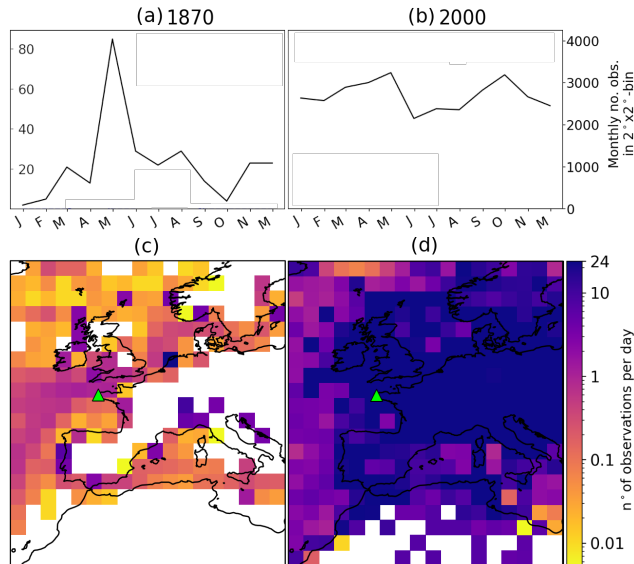 (a) 1870
(b) 2000
80
60
40
20
J F M A M J J A S O N M
4000
3000
2000
1000
0
Monthly no. obs.
in 2°x2°-bin
J F M A M J J A S O N M
(c)
(d)
24
10
1
0.1
0.01
n° of observations per day